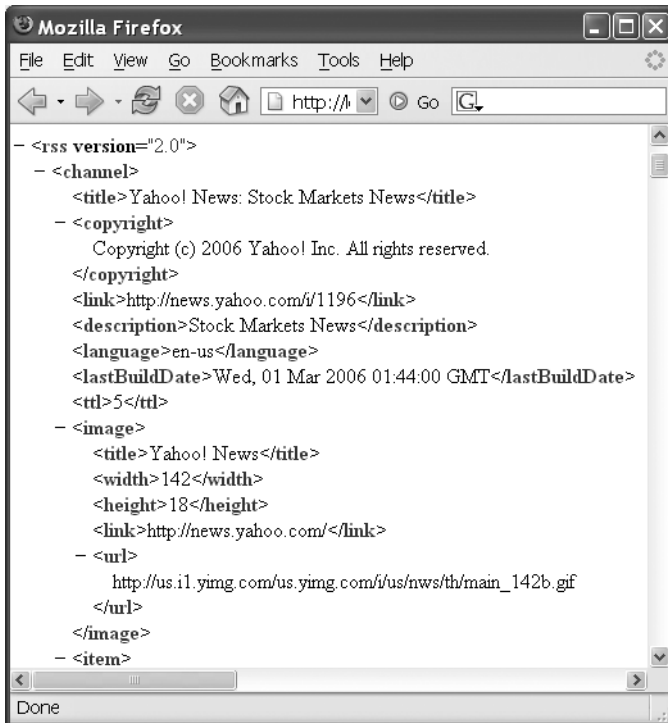 Mozilla Firefox
File Edit View Go Bookmarks Tools Help
http://l Go G
− <rss version="2.0">
− <channel>
<title>Yahoo! News: Stock Markets News</title>
− <copyright>
Copyright (c) 2006 Yahoo! Inc. All rights reserved.
</copyright>
<link>http://news.yahoo.com/i/1196</link>
<description>Stock Markets News</description>
<language>en-us</language>
<lastBuildDate>Wed, 01 Mar 2006 01:44:00 GMT</lastBuildDate>
<ttl>5</ttl>
− <image>
<title>Yahoo! News</title>
<width>142</width>
<height>18</height>
<link>http://news.yahoo.com/</link>
− <url>
http://us.i1.yimg.com/us.yimg.com/i/us/nws/th/main_142b.gif
</url>
</image>
− <item>
Done